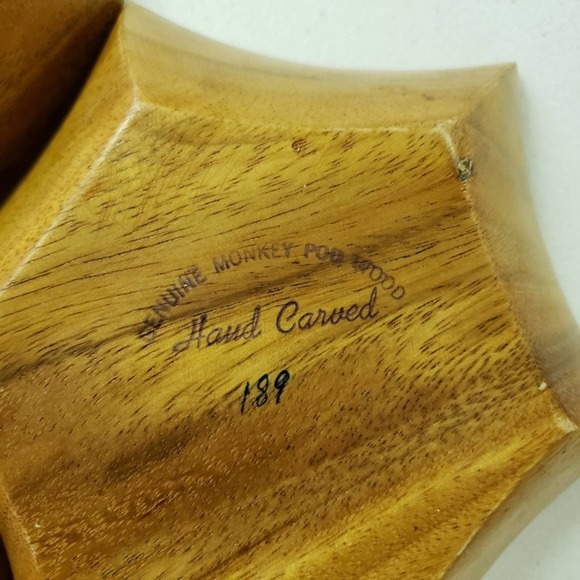 GENUINE MONKEY POD WOOD
Hand Carved
189